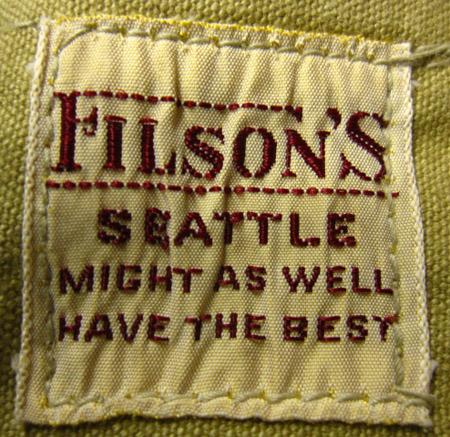 FILSON'S
SEATTLE
MIGHT AS WELL
HAVE THE BEST